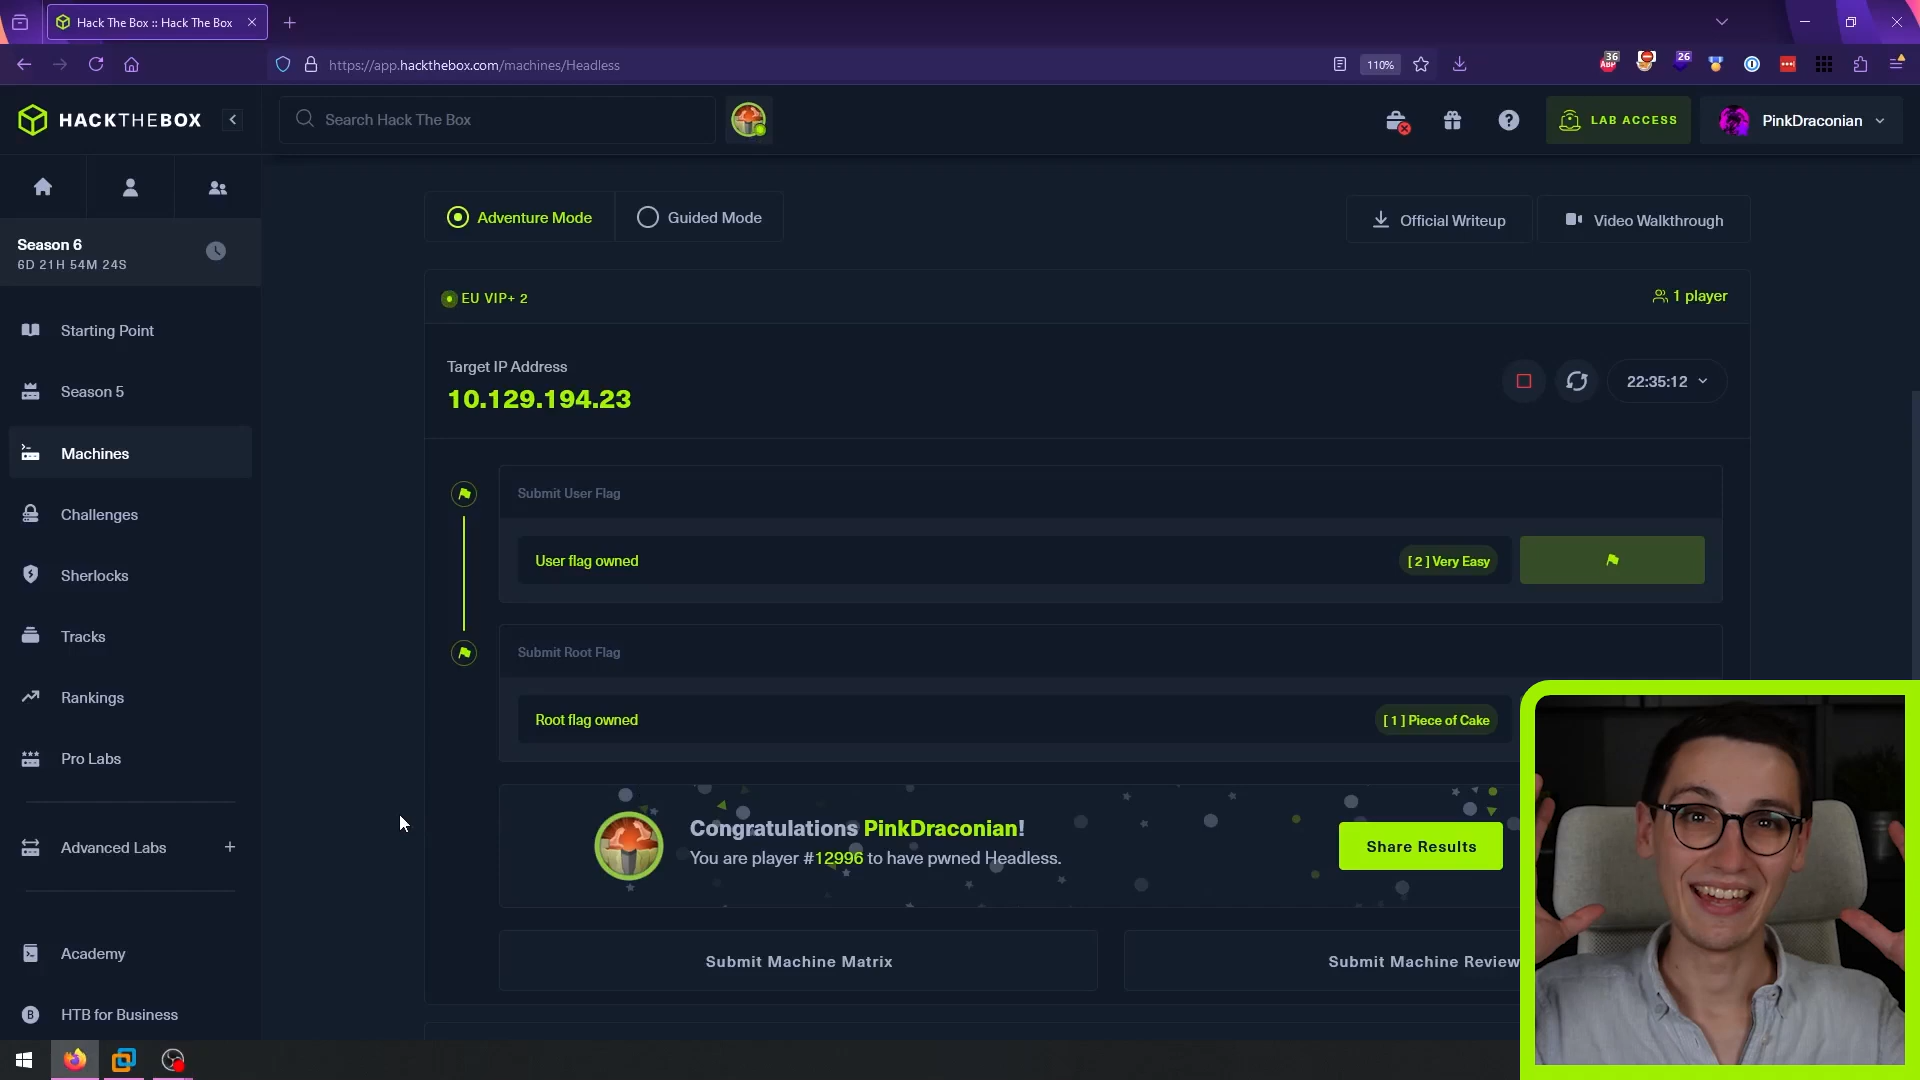 Hack The Box :: Hack The Box
https://app.hackthebox.com/machines/Headless
110%
36
ABP
26
HACKTHEBOX
Search Hack The Box
LAB ACCESS
PinkDraconian
Season 6
6D 21H 54M 24S
Starting Point
Season 5
Machines
Challenges
Sherlocks
Tracks
Rankings
Pro Labs
Advanced Labs
Academy
HTB for Business
Adventure Mode
Guided Mode
Official Writeup
Video Walkthrough
EU VIP+ 2
1 player
Target IP Address
10.129.194.23
22:35:12
Submit User Flag
User flag owned
[ 2 ] Very Easy
Submit Root Flag
Root flag owned
[ 1 ] Piece of Cake
Congratulations PinkDraconian!
You are player #12996 to have pwned Headless.
Share Results
Submit Machine Matrix
Submit Machine Review